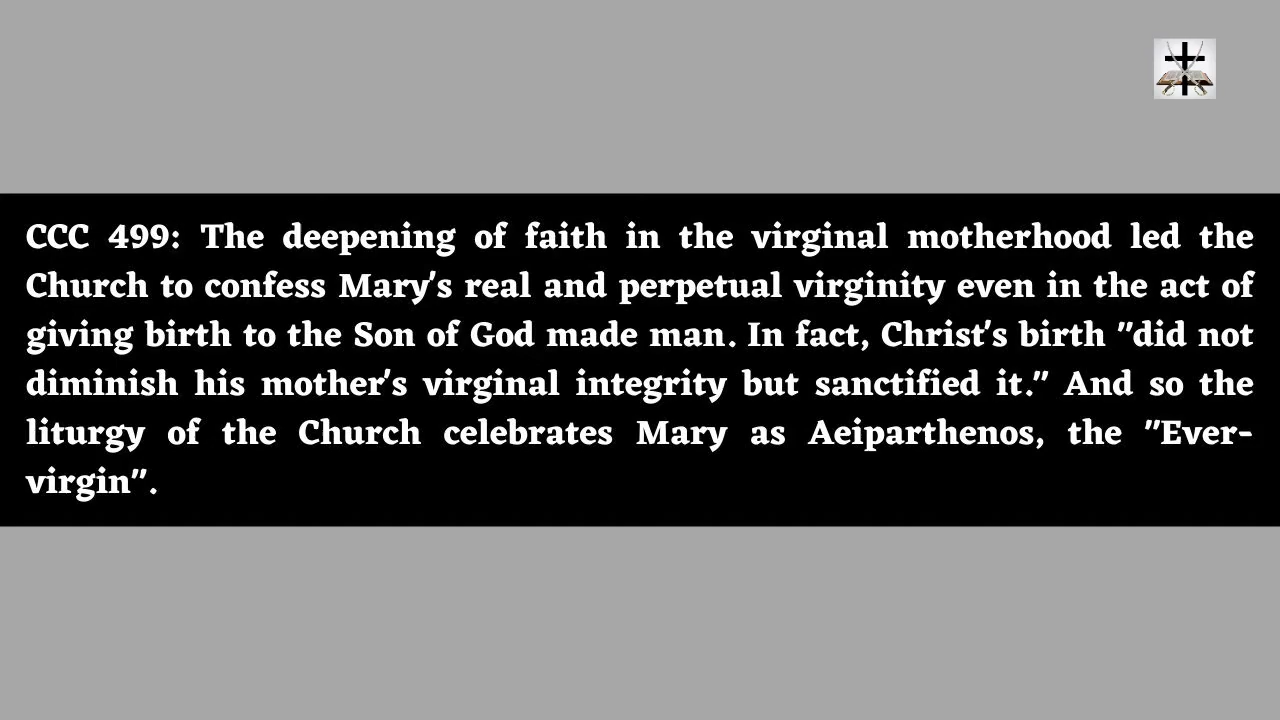 CCC 499: The deepening of faith in the virginal motherhood led the
Church to confess Mary's real and perpetual virginity even in the act of
giving birth to the Son of God made man. In fact, Christ's birth "did not
diminish his mother's virginal integrity but sanctified it." And so the
liturgy of the Church celebrates Mary as Aeiparthenos, the "Ever-
virgin".